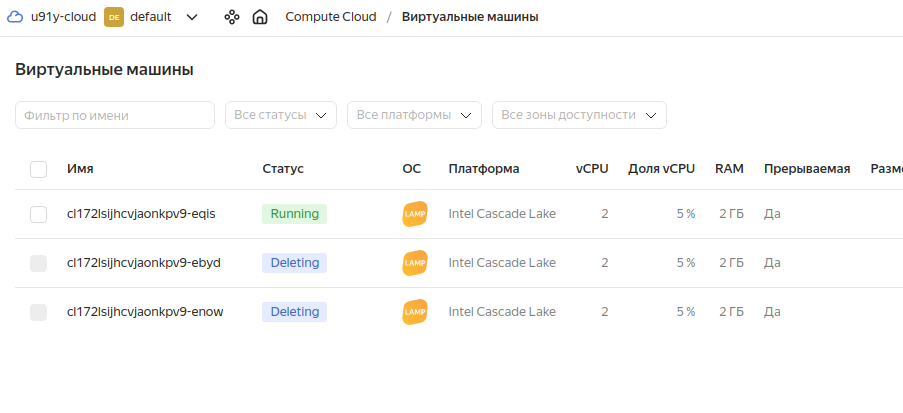 u91y-cloud DE default Compute Cloud / Виртуальные машины
Виртуальные машины
Фильтр по имени Все статусы Все платформы Все зоны доступности
Имя Статус ОС Платформа vCPU Доля vCPU RAM Прерываемая Разме
cl172lsijhcvjaonkpv9-eqis Running LAMP Intel Cascade Lake 2 5 % 2 ГБ Да
cl172lsijhcvjaonkpv9-ebyd Deleting LAMP Intel Cascade Lake 2 5 % 2 ГБ Да
cl172lsijhcvjaonkpv9-enow Deleting LAMP Intel Cascade Lake 2 5 % 2 ГБ Да